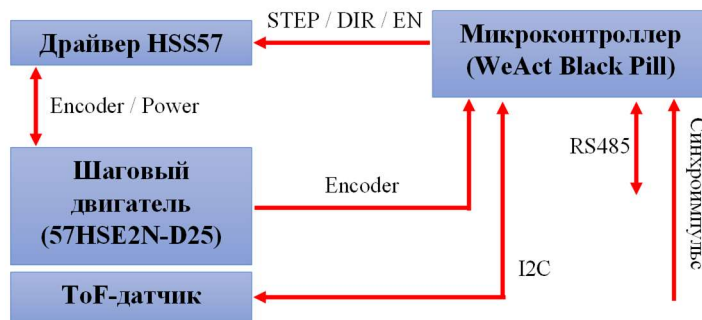 Драйвер HSS57
STEP / DIR / EN
Микроконтроллер
(WeAct Black Pill)
Encoder / Power
RS485
Синхроимпульс
Шаговый
двигатель
(57HSE2N-D25)
Encoder
I2C
ToF-датчик